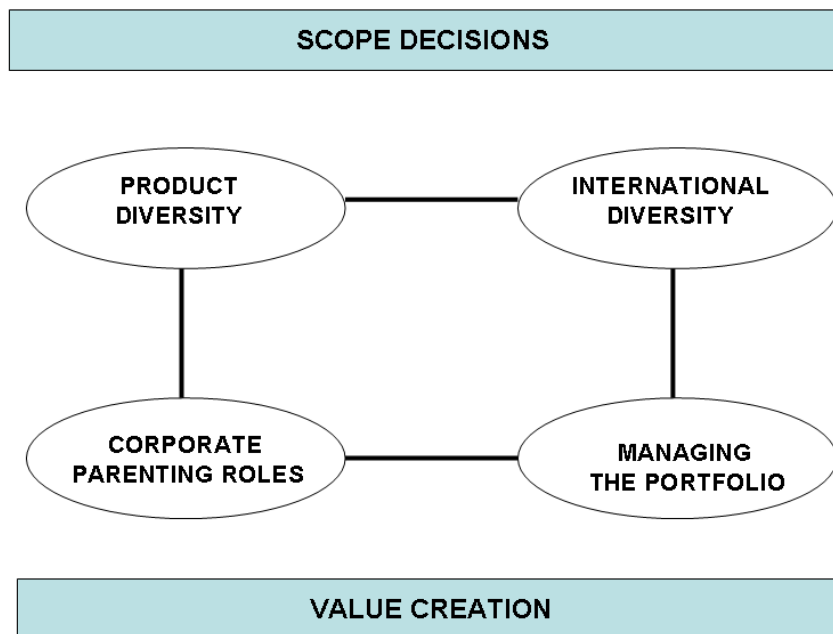 SCOPE DECISIONS
PRODUCT
DIVERSITY
INTERNATIONAL
DIVERSITY
CORPORATE
PARENTING ROLES
MANAGING
THE PORTFOLIO
VALUE CREATION